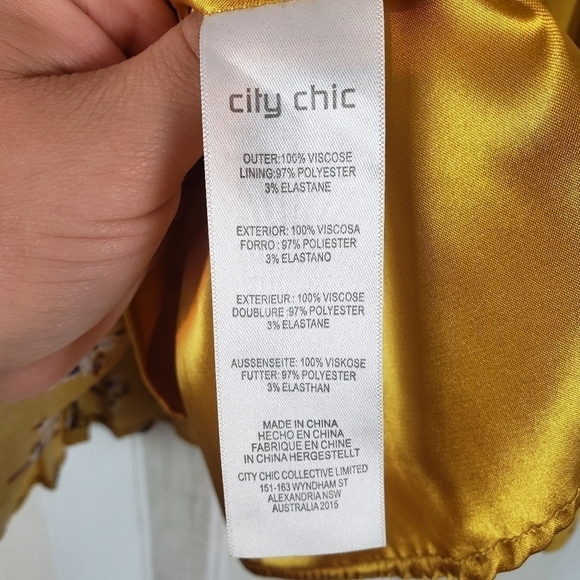 city chic
OUTER:100% VISCOSE
LINING:97% POLYESTER
3% ELASTANE
EXTERIOR: 100% VISCOSA
FORRO : 97% POLIESTER
3% ELASTANO
EXTERIEUR : 100% VISCOSE
DOUBLURE :97% POLYESTER
3% ELASTANE
AUSSENSEITE: 100% VISKOSE
FUTTER: 97% POLYESTER
3% ELASTHAN
MADE IN CHINA
HECHO EN CHINA
FABRIQUE EN CHINE
IN CHINA HERGESTELLT
CITY CHIC COLLECTIVE LIMITED
151-163 WYNDHAM ST
ALEXANDRIA NSW
AUSTRALIA 2015